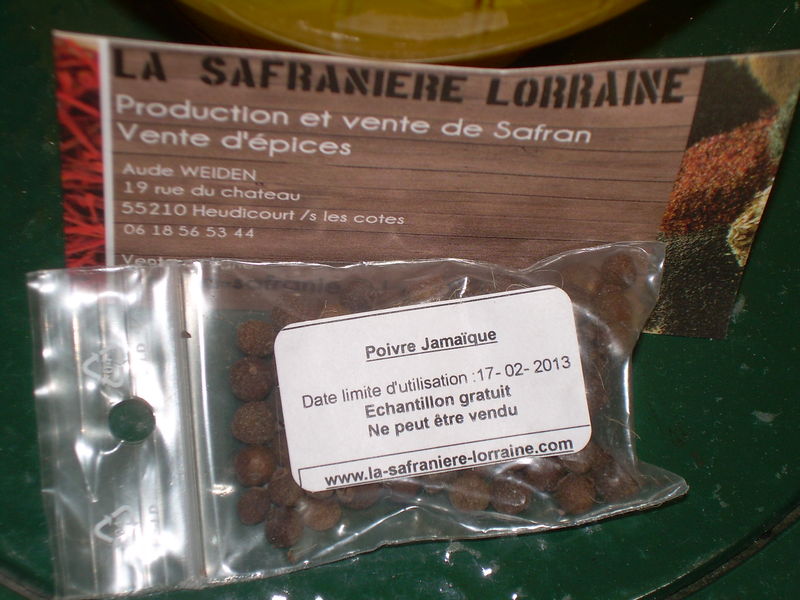 LA SAFRANIERE LORRAINE
Production et vente de Safran
Vente d'épices
Aude WEIDEN
19 rue du chateau
55210 Heudicourt /s les cotes
06 18 56 53 44
Poivre Jamaïque
Date limite d'utilisation :17- 02- 2013
Echantillon gratuit
Ne peut être vendu
www.la-safraniere-lorraine.com